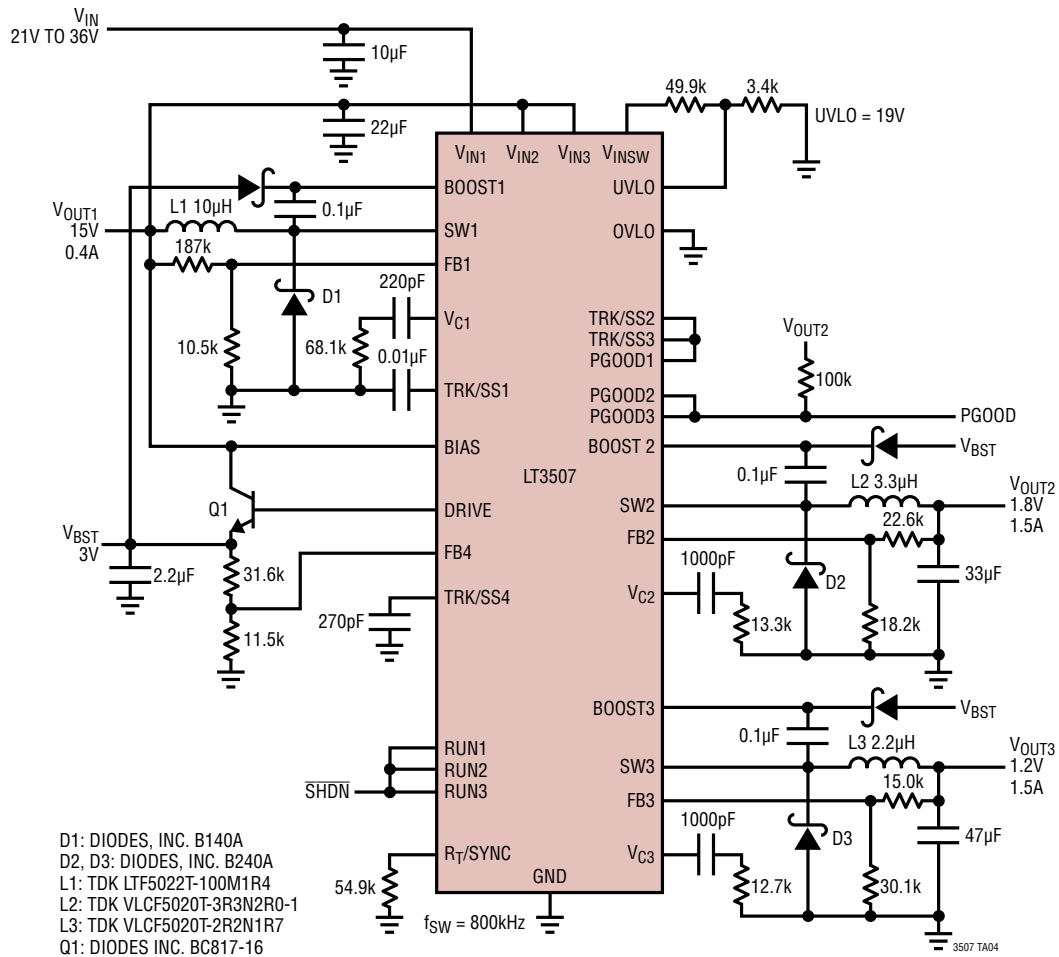 VIN
21V TO 36V
10µF
22µF
49.9k
3.4k
UVLO = 19V
VIN1
VIN2
VIN3
VINSW
BOOST1
UVLO
0.1µF
VOUT1
15V
0.4A
L1 10µH
SW1
OVLO
187k
FB1
220pF
D1
VC1
TRK/SS2
TRK/SS3
PGOOD1
VOUT2
10.5k
68.1k
0.01µF
100k
TRK/SS1
PGOOD2
PGOOD3
PGOOD
BIAS
BOOST 2
VBST
LT3507
0.1µF
L2 3.3µH
Q1
DRIVE
SW2
VOUT2
1.8V
1.5A
22.6k
VBST
3V
FB4
FB2
1000pF
2.2µF
31.6k
D2
33µF
TRK/SS4
VC2
270pF
11.5k
13.3k
18.2k
BOOST3
VBST
0.1µF
L3 2.2µH
RUN1
RUN2
RUN3
SHDN
SW3
VOUT3
1.2V
1.5A
15.0k
FB3
1000pF
D3
47µF
RT/SYNC
VC3
54.9k
GND
12.7k
30.1k
fSW = 800kHz
D1: DIODES, INC. B140A
D2, D3: DIODES, INC. B240A
L1: TDK LTF5022T-100M1R4
L2: TDK VLCF5020T-3R3N2R0-1
L3: TDK VLCF5020T-2R2N1R7
Q1: DIODES INC. BC817-16
3507 TA04